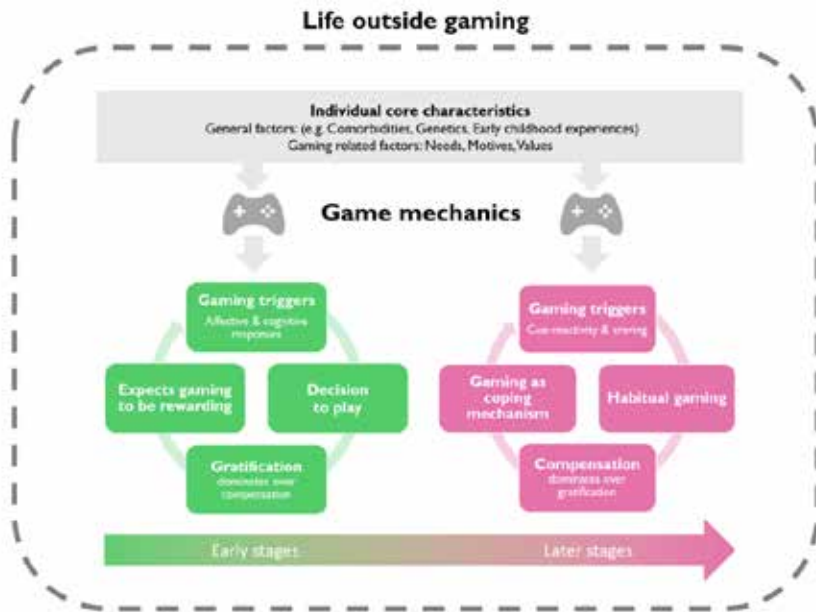 Life outside gaming
Individual core characteristics
General factors: (e.g. Comorbidities, Genetics, Early childhood experiences)
Gaming related factors: Needs, Motives, Values
Game mechanics
Gaming triggers
Affective & cognitive
responses
Expects gaming
to be rewarding
Decision
to play
Gratification
dominates over
compensation
Gaming triggers
Cue-reactivity & craving
Gaming as
coping
mechanism
Habitual gaming
Compensation
dominates over
gratification
Early stages
Later stages